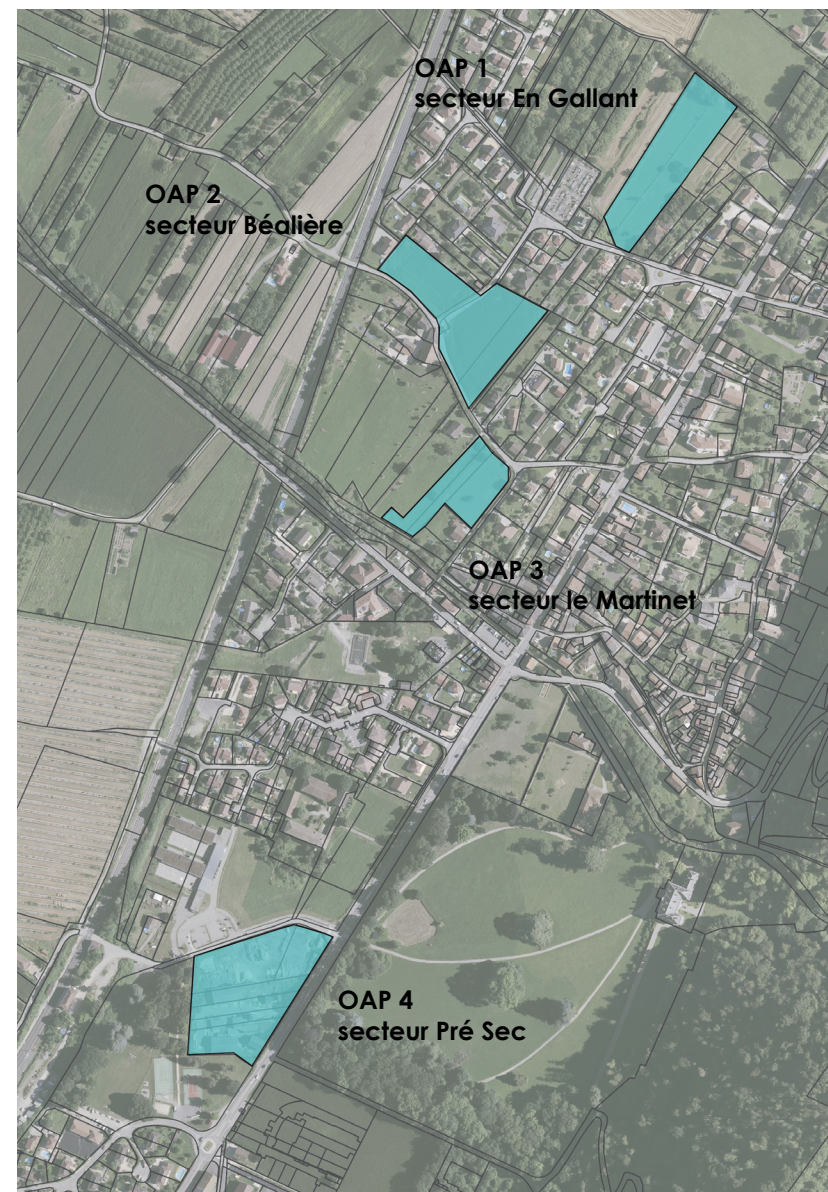 OAP 1
secteur En Gallant
OAP 2
secteur Béalière
OAP 3
secteur le Martinet
OAP 4
secteur Pré Sec